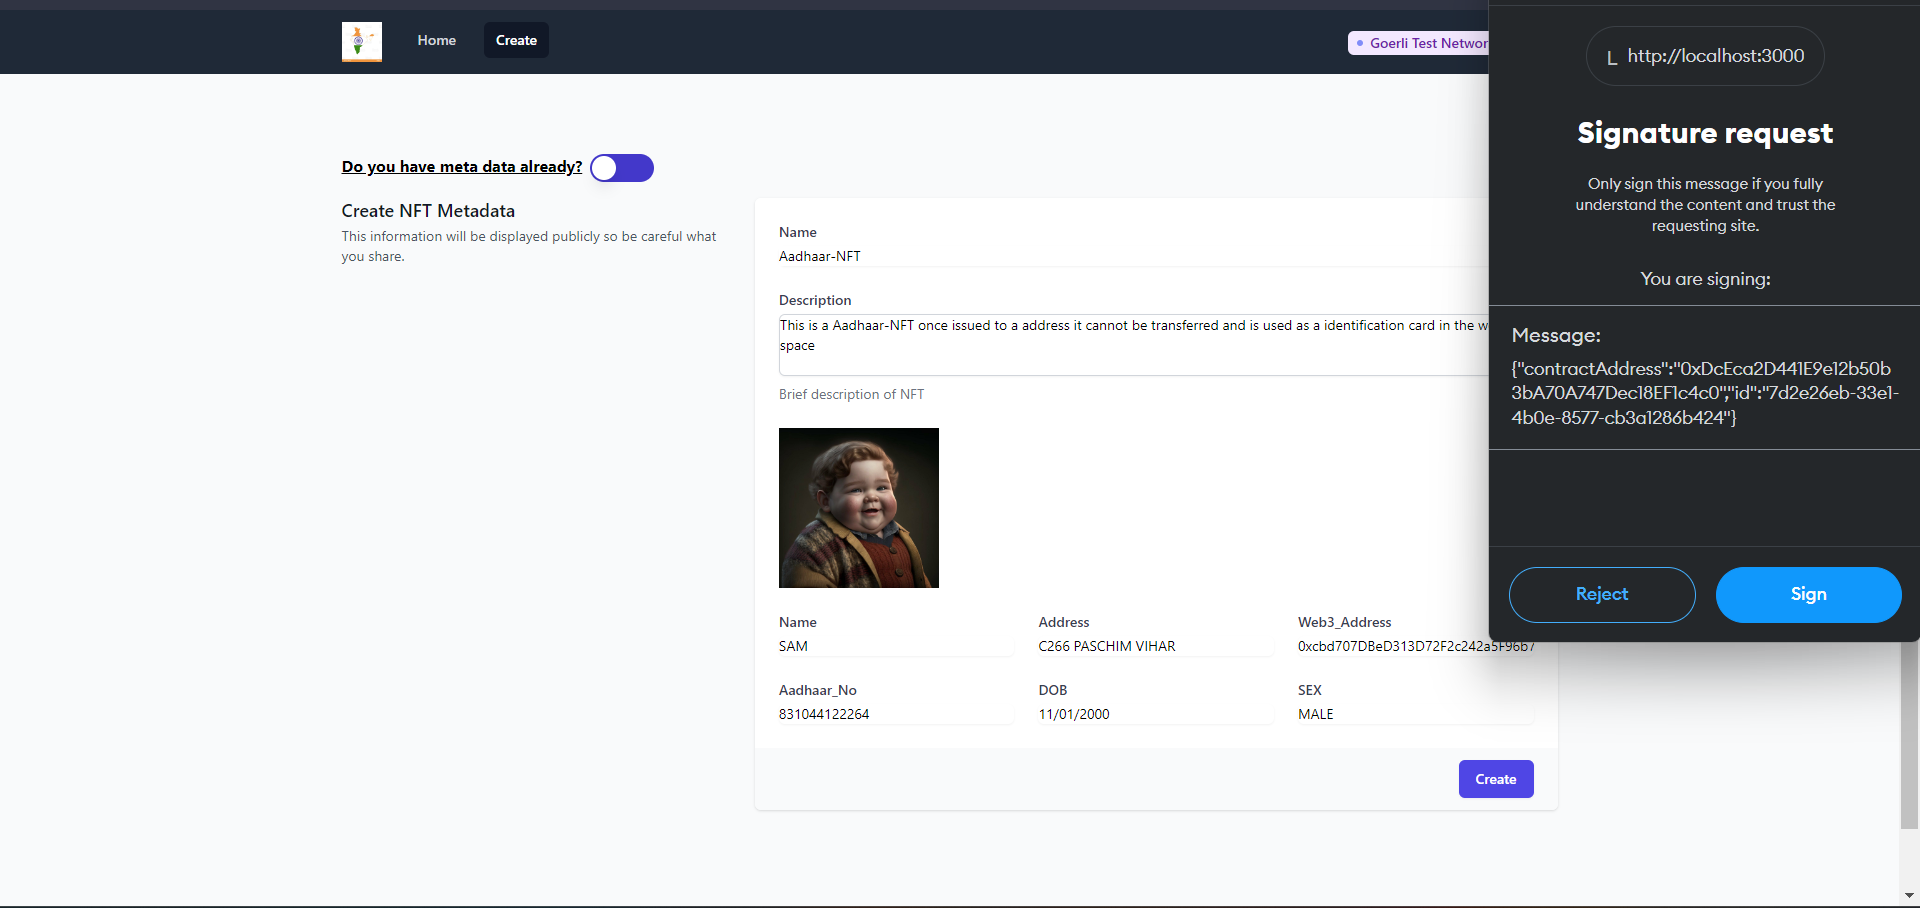 Home
Create
Goerli Test Networ
Do you have meta data already?
Create NFT Metadata
This information will be displayed publicly so be careful what
you share.
Name
Aadhaar-NFT
Description
This is a Aadhaar-NFT once issued to a address it cannot be transferred and is used as a identification card in the w
space
Brief description of NFT
Name
Address
Web3_Address
SAM
C266 PASCHIM VIHAR
0xcbd707DBeD313D72F2c242a5F96b7
Aadhaar_No
DOB
SEX
831044122264
11/01/2000
MALE
Create
L http://localhost:3000
Signature request
Only sign this message if you fully
understand the content and trust the
requesting site.
You are signing:
Message:
{"contractAddress":"0xDcEca2D441E9e12b50b
3bA70A747Dec18EF1c4c0","id":"7d2e26eb-33e1-
4b0e-8577-cb3a1286b424"}
Reject
Sign